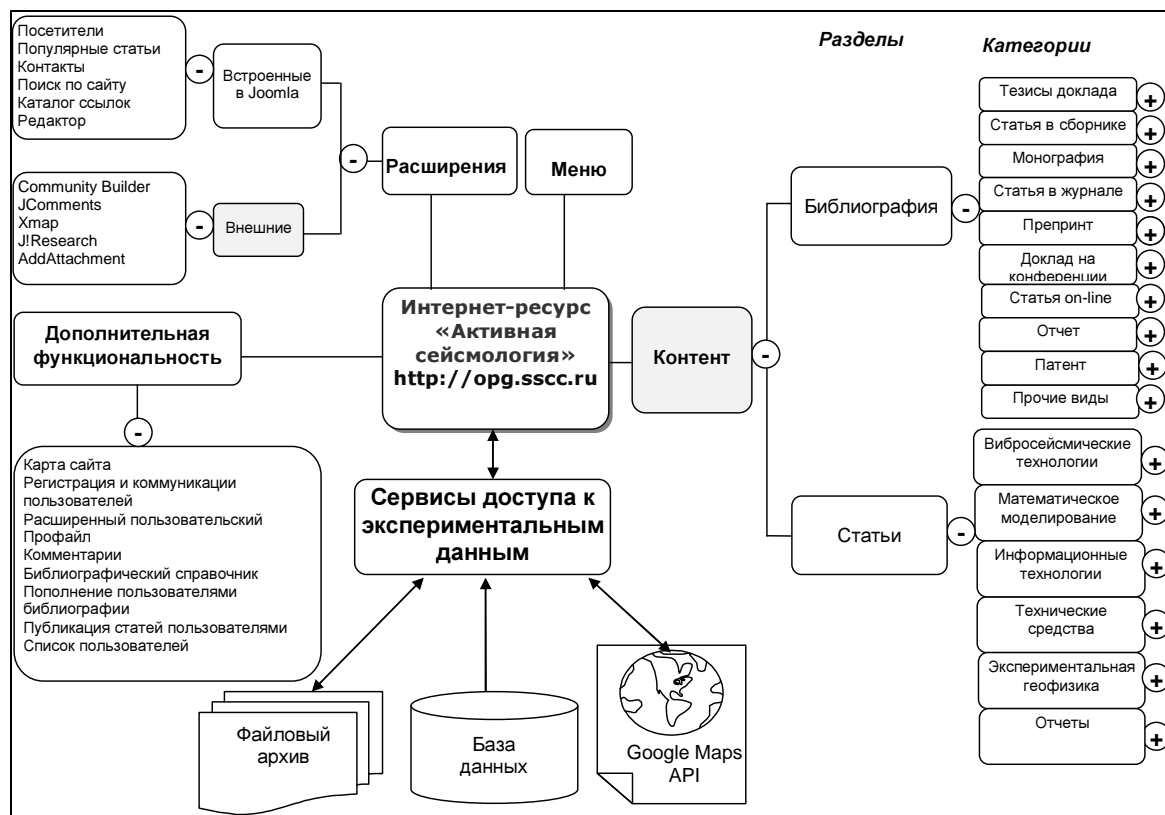 Посетители
Популярные статьи
Контакты
Поиск по сайту
Каталог ссылок
Редактор
-
Встроенные
в Joomla
Community Builder
JComments
Xmap
J!Research
AddAttachment
-
Внешние
-
Расширения
Меню
Дополнительная
функциональность
-
Карта сайта
Регистрация и коммуникации
пользователей
Расширенный пользовательский
Профайл
Комментарии
Библиографический справочник
Пополнение пользователями
библиографии
Публикация статей пользователями
Список пользователей
Интернет-ресурс
«Активная
сейсмология»
http://opg.sscc.ru
Контент
-
Сервисы доступа к
экспериментальным
данным
Файловый
архив
База
данных
Google Maps
API
Разделы
Категории
Библиография
-
Тезисы доклада
+
Статья в сборнике
+
Монография
+
Статья в журнале
+
Препринт
+
Доклад на
конференции
+
Статья on-line
+
Отчет
+
Патент
+
Прочие виды
+
Статьи
-
Вибросейсмические
технологии
+
Математическое
моделирование
+
Информационные
технологии
+
Технические
средства
+
Экспериментальная
геофизика
+
Отчеты
+